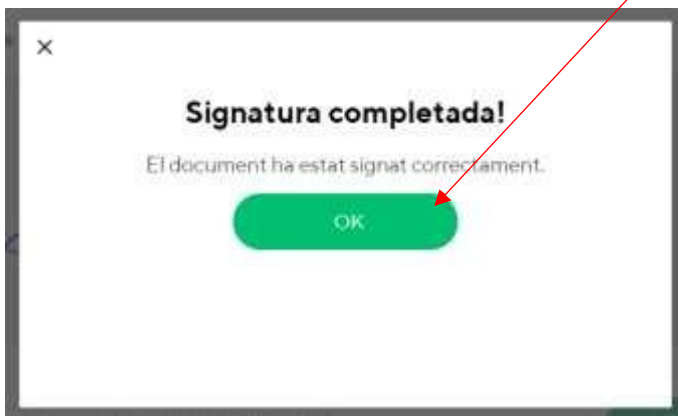 Signatura completada!
El document ha estat signat correctament.
OK